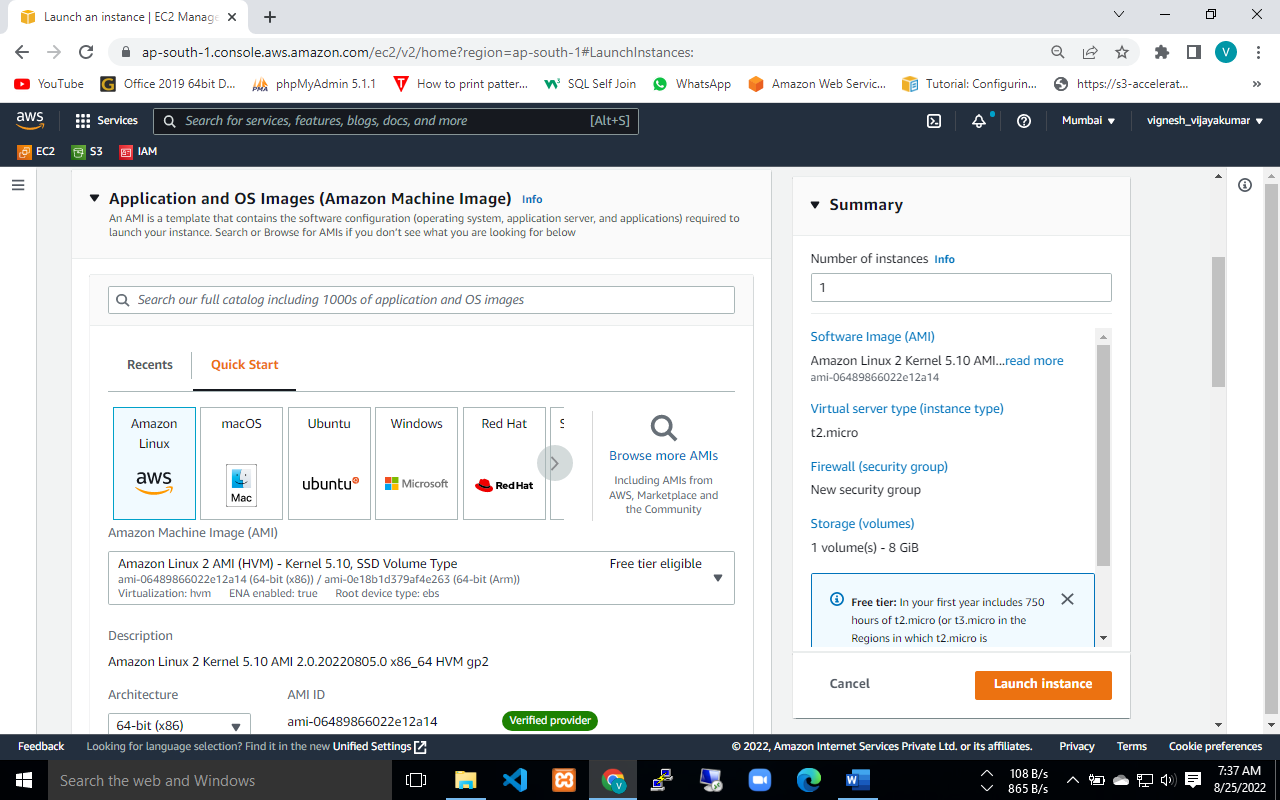 Launch an instance | EC2 Manage
ap-south-1.console.aws.amazon.com/ec2/v2/home?region=ap-south-1#LaunchInstances:
V
YouTube
G
Office 2019 64bit D...
PMA
phpMyAdmin 5.1.1
T
How to print patter...
SQL Self Join
WhatsApp
Amazon Web Servic...
Tutorial: Configurin...
https://s3-accelerat...
»
aws
Services
Search for services, features, blogs, docs, and more
[Alt+S]
Mumbai
vignesh_vijayakumar
EC2
S3
IAM
Application and OS Images (Amazon Machine Image) Info
An AMI is a template that contains the software configuration (operating system, application server, and applications) required to
launch your instance. Search or Browse for AMIs if you don't see what you are looking for below
Search our full catalog including 1000s of application and OS images
Recents
Quick Start
Amazon
Linux
aws
macOS
Mac
Ubuntu
ubuntu
Windows
Microsoft
Red Hat
Red Hat
S
Browse more AMIs
Including AMIs from
AWS, Marketplace and
the Community
Amazon Machine Image (AMI)
Amazon Linux 2 AMI (HVM) - Kernel 5.10, SSD Volume Type
Free tier eligible
ami-06489866022e12a14 (64-bit (x86)) / ami-0e18b1d379af4e263 (64-bit (Arm))
Virtualization: hvm ENA enabled: true Root device type: ebs
Description
Amazon Linux 2 Kernel 5.10 AMI 2.0.20220805.0 x86_64 HVM gp2
Architecture
AMI ID
64-bit (x86)
ami-06489866022e12a14
Verified provider
Summary
Number of instances Info
1
Software Image (AMI)
Amazon Linux 2 Kernel 5.10 AMI...read more
ami-06489866022e12a14
Virtual server type (instance type)
t2.micro
Firewall (security group)
New security group
Storage (volumes)
1 volume(s) - 8 GiB
Free tier: In your first year includes 750
hours of t2.micro (or t3.micro in the
Regions in which t2.micro is
Cancel
Launch instance
Feedback
Looking for language selection? Find it in the new Unified Settings
© 2022, Amazon Internet Services Private Ltd. or its affiliates.
Privacy
Terms
Cookie preferences
Search the web and Windows
V
108 B/s
865 B/s
7:37 AM
8/25/2022